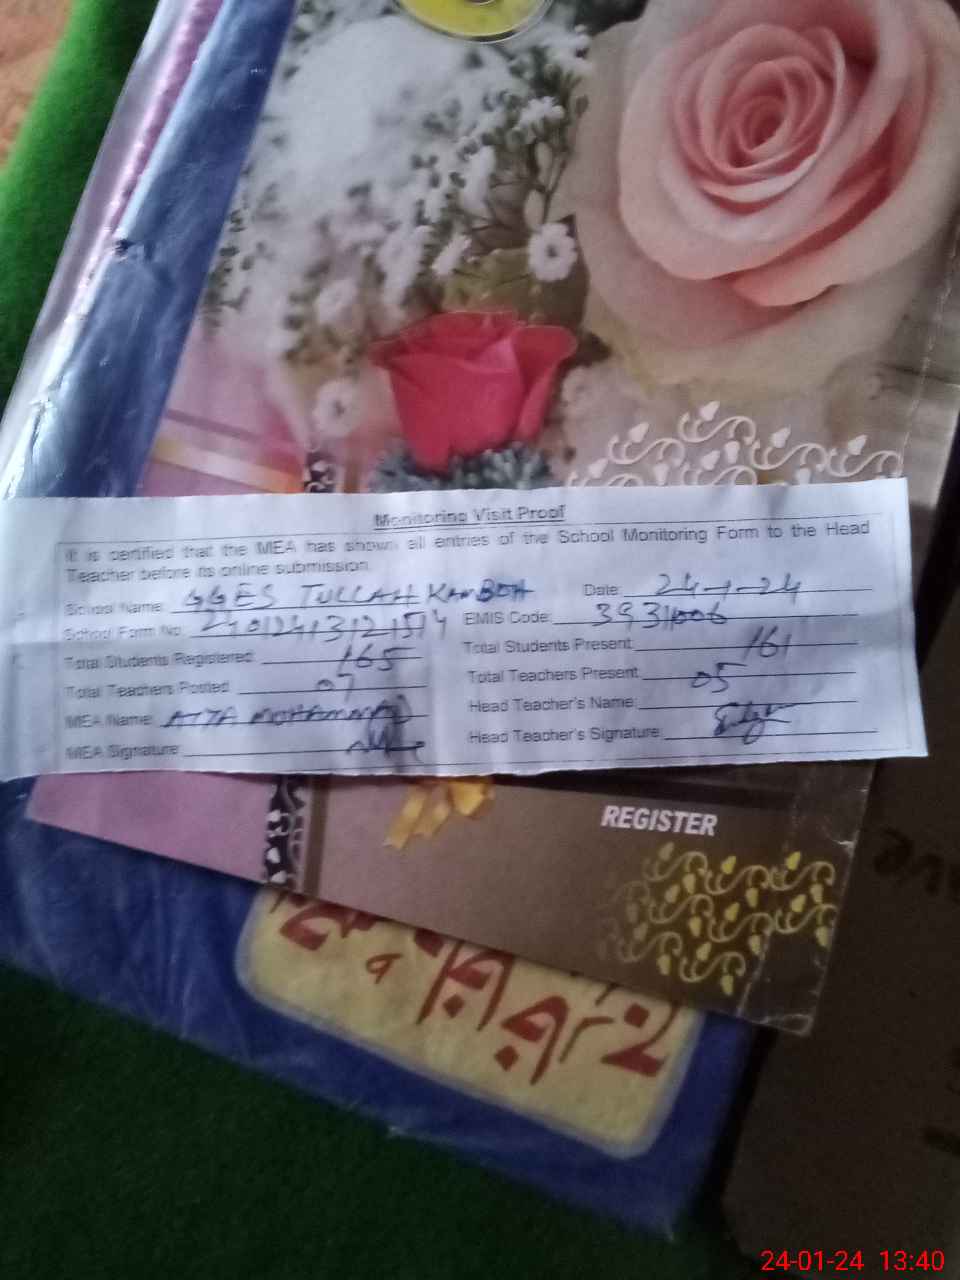 Monitoring Visit Proof
It is certified that the MEA has shown all entries of the School Monitoring Form to the Head
Teacher before its online submission.
School Name: GGES TULLAH KAMBOH Date: 24-1-24
School Form No: EMIS Code: 3931006
Total Students Registered 165 Total Students Present 161
Total Teachers Posted 07 Total Teachers Present 05
MEA Name: ATTA MOHAMMAD Head Teacher's Name:
MEA Signature: Head Teacher's Signature
REGISTER
24-01-24 13:40